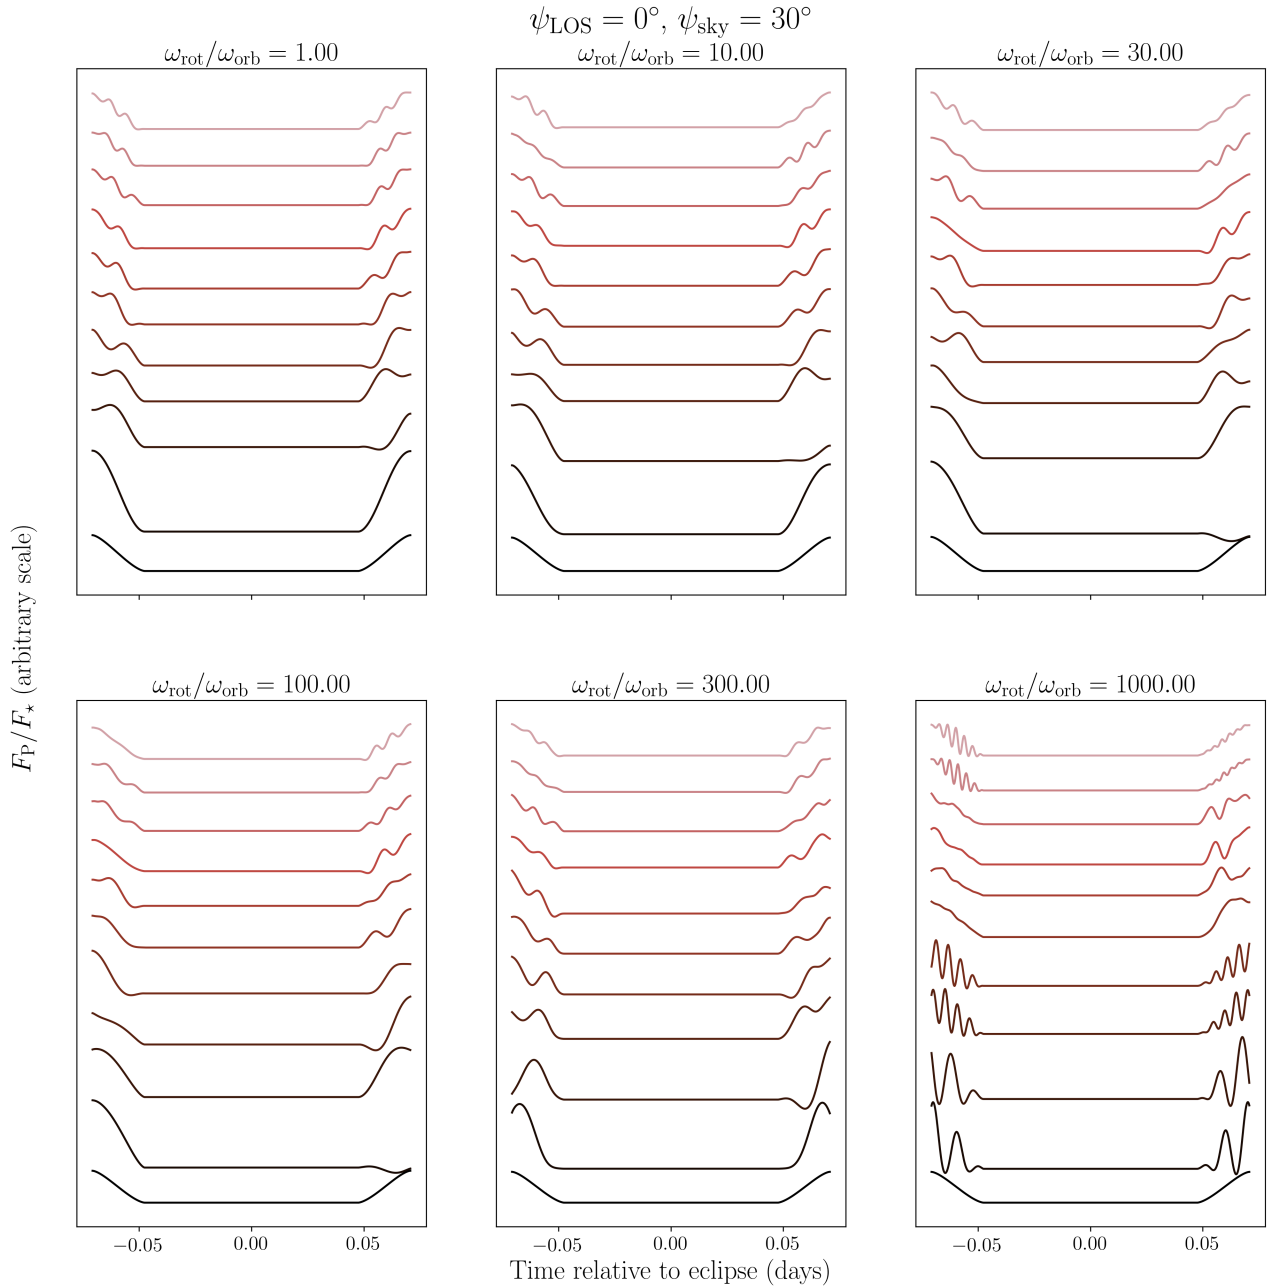 ψLOS = 0°, ψsky = 30°
ωrot/ωorb = 1.00
ωrot/ωorb = 10.00
ωrot/ωorb = 30.00
FP/F⋆ (arbitrary scale)
ωrot/ωorb = 100.00
ωrot/ωorb = 300.00
ωrot/ωorb = 1000.00
−0.05 0.00 0.05
−0.05 0.00 0.05
−0.05 0.00 0.05
Time relative to eclipse (days)